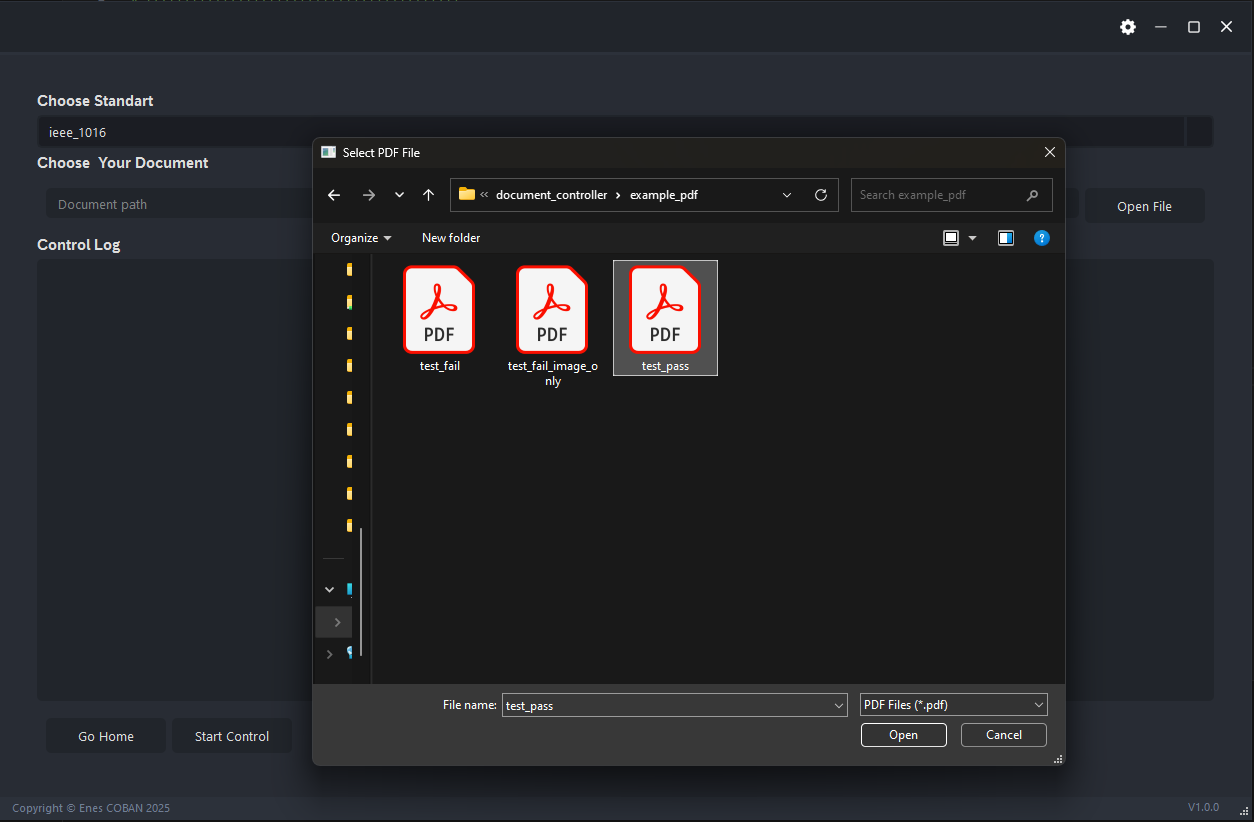 Choose Standart
ieee_1016
Choose Your Document
Document path
Open File
Control Log
Select PDF File
« document_controller › example_pdf
Search example_pdf
Organize
New folder
?
PDF
PDF
PDF
test_fail
test_fail_image_o
nly
test_pass
File name: test_pass
PDF Files (*.pdf)
Open
Cancel
Go Home
Start Control
Copyright © Enes COBAN 2025
V1.0.0